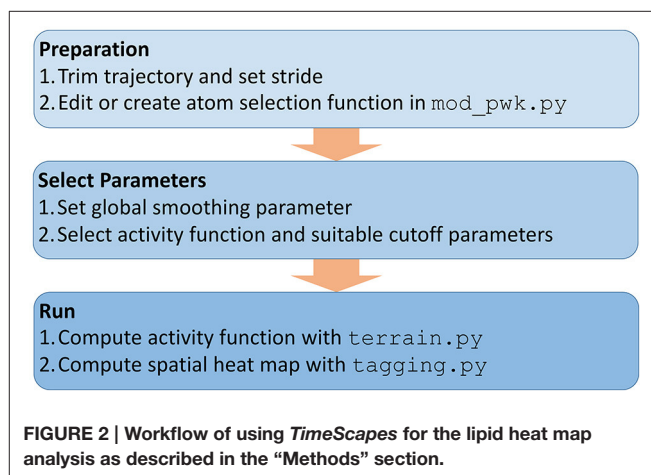 Preparation
1. Trim trajectory and set stride
2. Edit or create atom selection function in mod_pwk.py
Select Parameters
1. Set global smoothing parameter
2. Select activity function and suitable cutoff parameters
Run
1. Compute activity function with terrain.py
2. Compute spatial heat map with tagging.py
FIGURE 2 | Workflow of using TimeScapes for the lipid heat map
analysis as described in the “Methods” section.